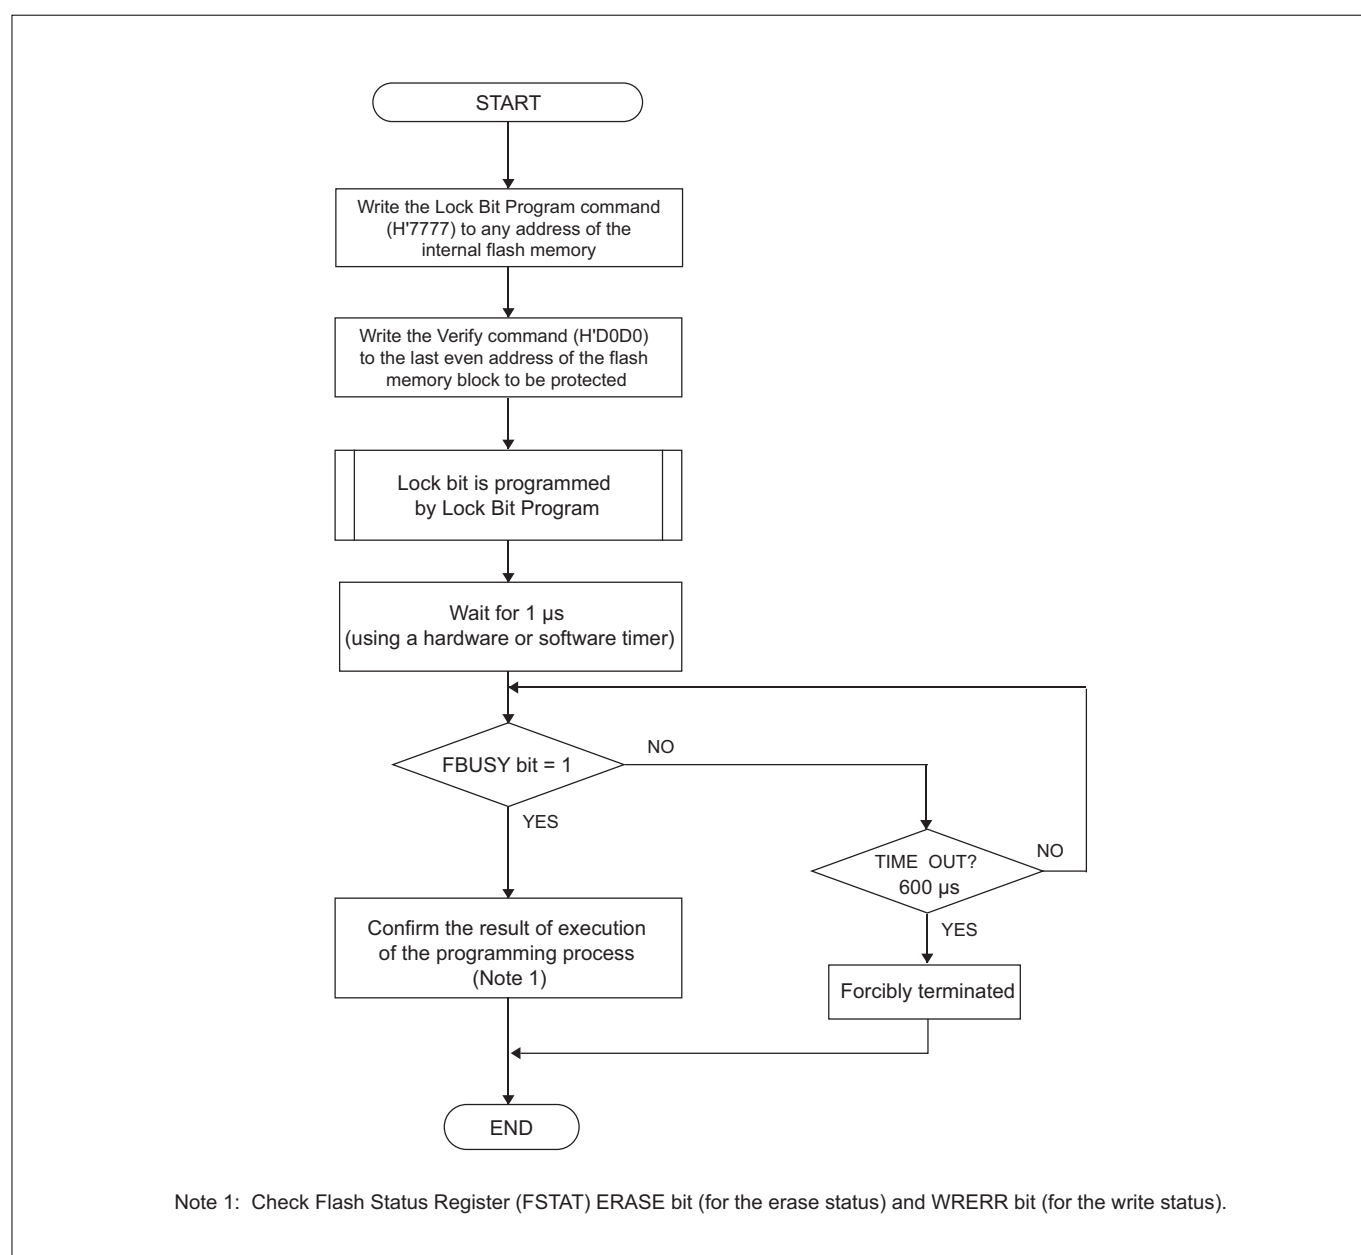 START
Write the Lock Bit Program command
(H'7777) to any address of the
internal flash memory
Write the Verify command (H'D0D0)
to the last even address of the flash
memory block to be protected
Lock bit is programmed
by Lock Bit Program
Wait for 1 µs
(using a hardware or software timer)
FBUSY bit = 1
NO
YES
TIME OUT?
600 µs
NO
YES
Confirm the result of execution
of the programming process
(Note 1)
Forcibly terminated
END
Note 1: Check Flash Status Register (FSTAT) ERASE bit (for the erase status) and WRERR bit (for the write status).